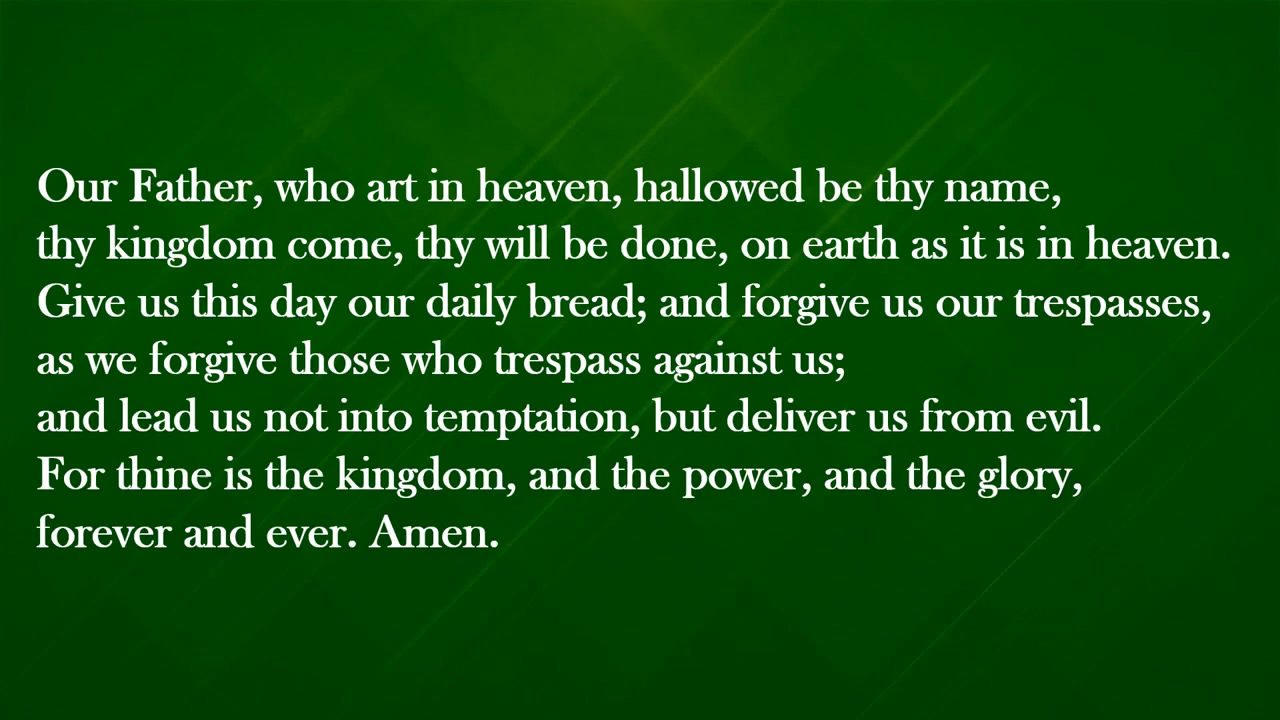 Our Father, who art in heaven, hallowed be thy name,
thy kingdom come, thy will be done, on earth as it is in heaven.
Give us this day our daily bread; and forgive us our trespasses,
as we forgive those who trespass against us;
and lead us not into temptation, but deliver us from evil.
For thine is the kingdom, and the power, and the glory,
forever and ever. Amen.